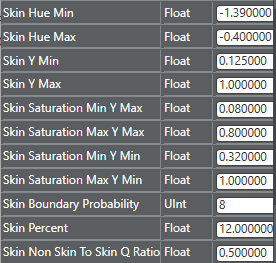 Skin Hue Min Float -1.390000
Skin Hue Max Float -0.400000
Skin Y Min Float 0.125000
Skin Y Max Float 1.000000
Skin Saturation Min Y Max Float 0.080000
Skin Saturation Max Y Max Float 0.800000
Skin Saturation Min Y Min Float 0.320000
Skin Saturation Max Y Min Float 1.000000
Skin Boundary Probability UInt 8
Skin Percent Float 12.000000
Skin Non Skin To Skin Q Ratio Float 0.500000